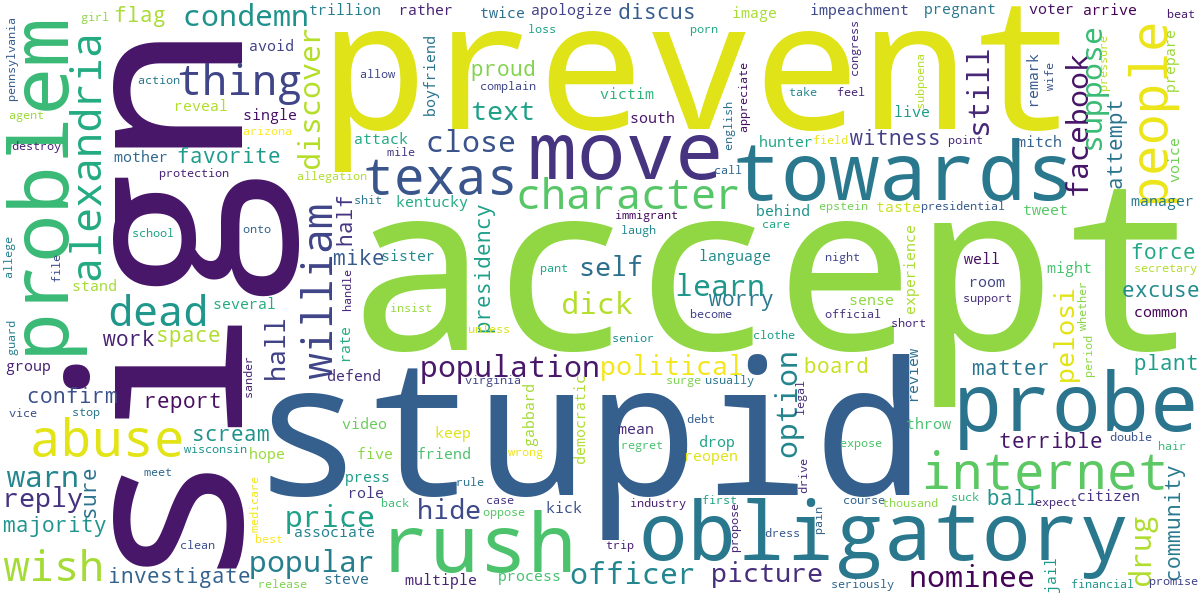 sign
prevent
accept
stupid
problem
people
obligatory
towards
move
probe
rush
internet
texas
character
abuse
thing
dead
william
alexandria
condemn
flag
girl
trillion
rather
twice
apologize
discus
image
impeachment
pregnant
voter
arrive
beat
pensylvania
avoid
discover
allow
loss
porn
congress
remark
wife
pressure
prepare
suppose
facebook
still
boyfriend
proud
complain
victim
appreciate
take
feel
subpoena
action
agent
reveal
single
text
south
live
voice
attempt
arizona
attack
close
english
hunter
field
witness
point
mitch
destroy
mother
favorite
mile
call
protection
allegation
shit
kentucky
immigrant
behind
epstein
taste
presidential
tweet
manager
school
onto
half
presidency
laugh
care
allege
file
mike
sister
pant
self
language
night
experience
well
might
force
secretary
stand
handle
insist
dick
learn
worry
sense
room
support
whether
excuse
several
become
official
short
common
guard
work
space
hall
rate
unless
senior
clothe
period
pelosi
group
defend
population
political
option
board
review
matter
plant
confirm
report
sander
virginia
surge
usually
legal
vice
stop
scream
video
keep
gabbard
democratic
mean
debt
drop
expose
throw
terrible
double
hair
wisconsin
hope
five
friend
wrong
regret
reopen
drive
warn
meet
press
rule
reply
sure
role
back
hide
case
oppose
kick
industry
first
propose
pain
course
thousand
suck
ball
expect
citizen
community
majority
medicare
price
associate
dress
drug
clean
best
trip
wish
investigate
popular
steve
multiple
process
officer
picture
seriously
nominee
jail
financial
promise
release